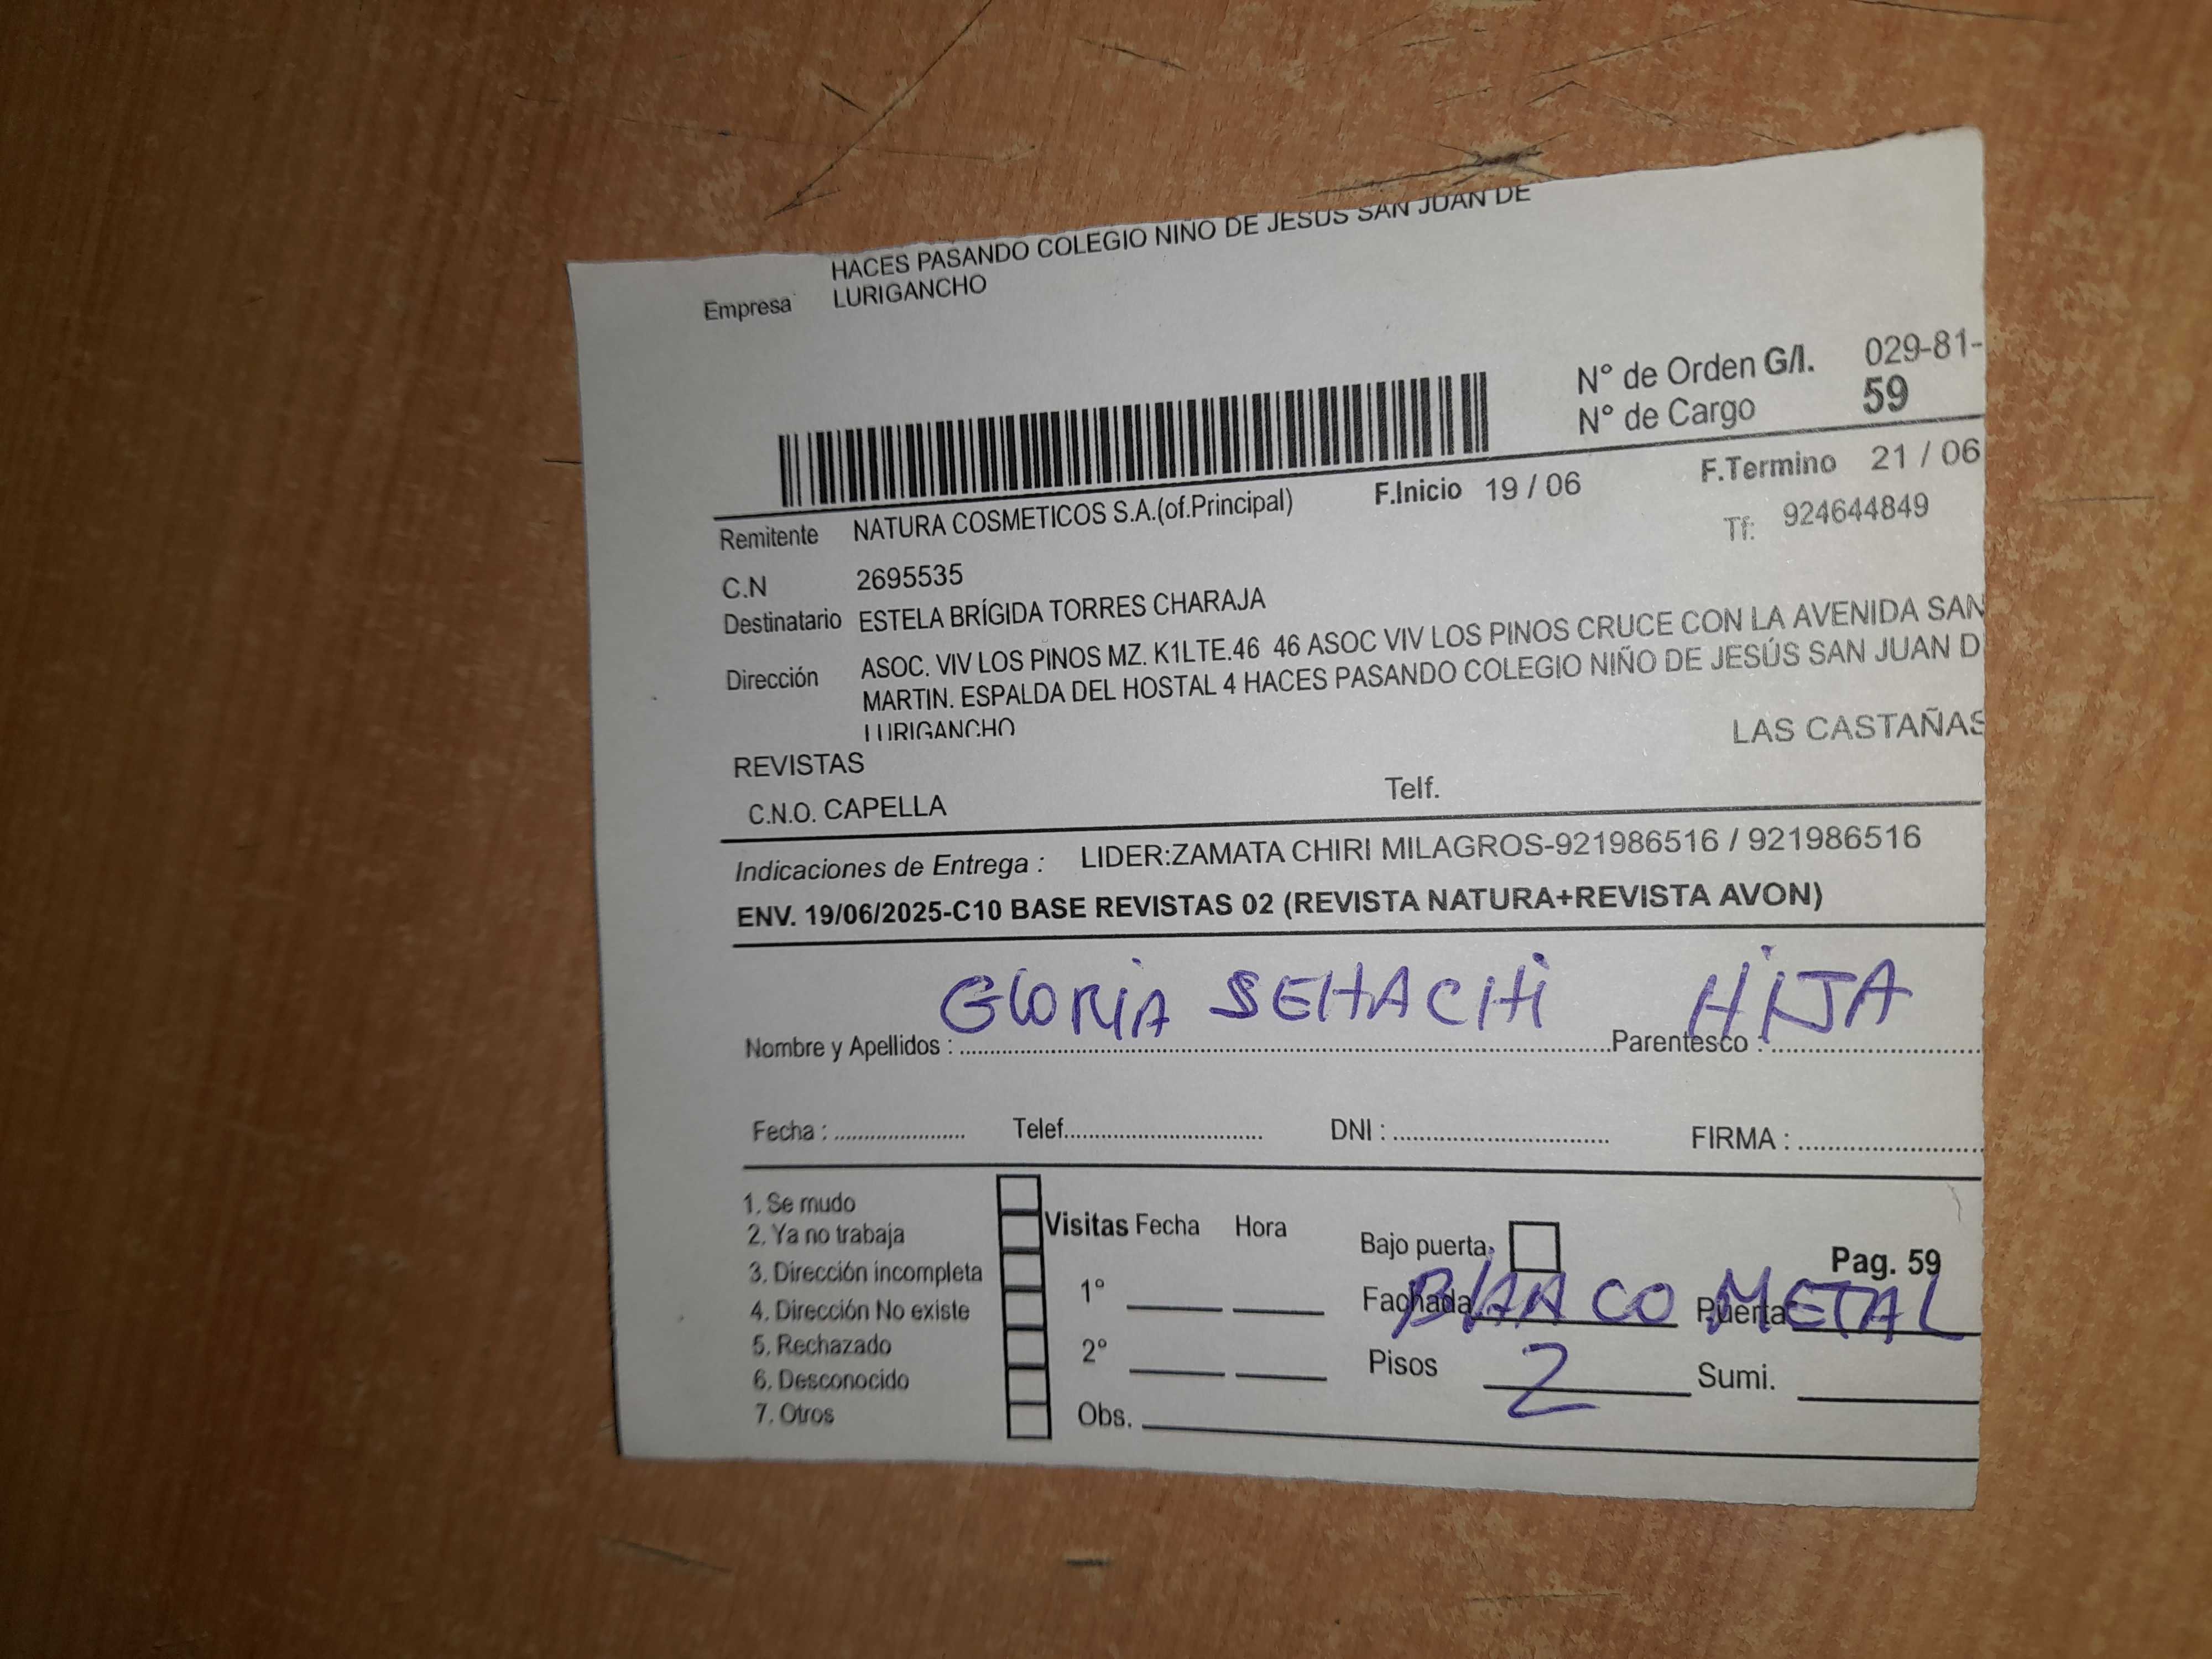 HACES PASANDO COLEGIO NIÑO DE JESÚS SAN JUAN DE
Empresa LURIGANCHO
N° de Orden G/I. 029-81-
N° de Cargo 59
F.Inicio 19 / 06 F.Termino 21 / 06
Remitente NATURA COSMETICOS S.A.(of.Principal) Tf: 924644849
C.N 2695535
Destinatario ESTELA BRÍGIDA TORRES CHARAJA
Dirección ASOC. VIV LOS PINOS MZ. K1LTE.46 46 ASOC VIV LOS PINOS CRUCE CON LA AVENIDA SAN
MARTIN. ESPALDA DEL HOSTAL 4 HACES PASANDO COLEGIO NIÑO DE JESÚS SAN JUAN D
LURIGANCHO
LAS CASTAÑAS
REVISTAS
C.N.O. CAPELLA Telf.
Indicaciones de Entrega : LIDER:ZAMATA CHIRI MILAGROS-921986516 / 921986516
ENV. 19/06/2025-C10 BASE REVISTAS 02 (REVISTA NATURA+REVISTA AVON)
GLORIA SEHACHI HIJA
Nombre y Apellidos : Parentesco :
Fecha : Telef. DNI : FIRMA :
1. Se mudo
2. Ya no trabaja
3. Dirección incompleta
4. Dirección No existe
5. Rechazado
6. Desconocido
7. Otros
Visitas Fecha Hora
1°
2°
Obs.
Bajo puerta.
Pag. 59
Fachada BLANCO Puerta METAL
Pisos 2 Sumi.